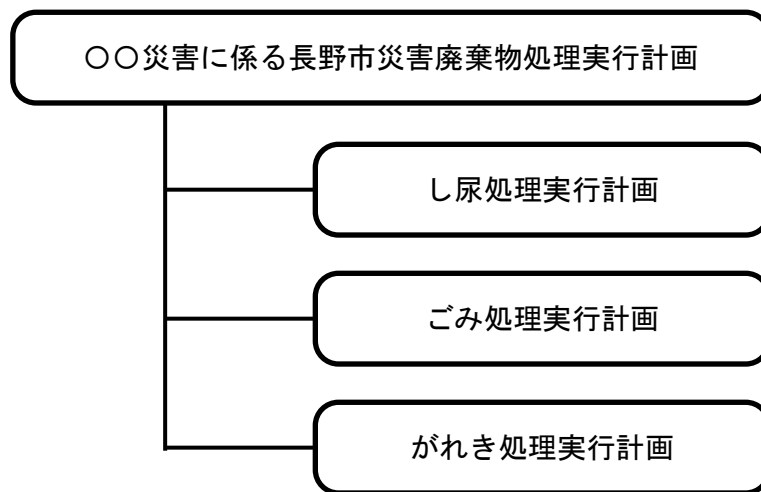 〇〇災害に係る長野市災害廃棄物処理実行計画
し尿処理実行計画
ごみ処理実行計画
がれき処理実行計画